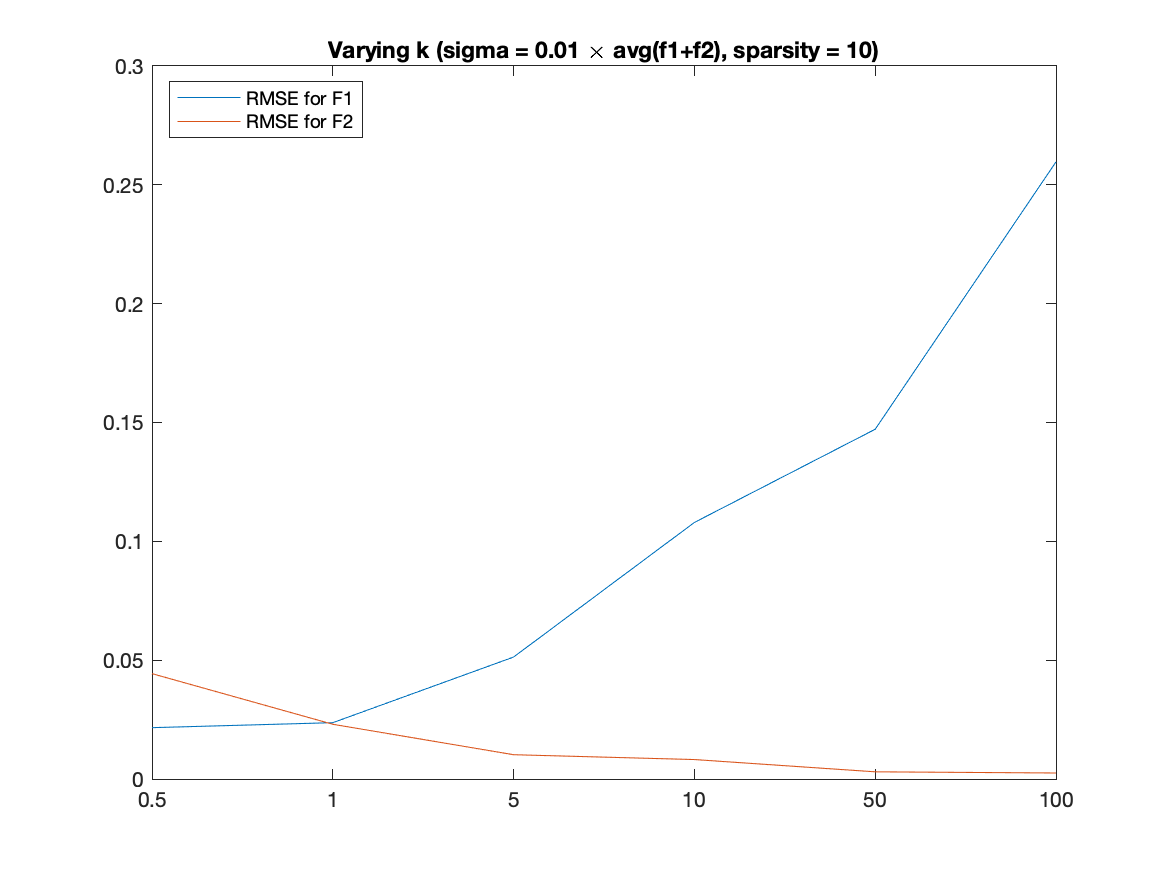 Varying k (sigma = 0.01 × avg(f1+f2), sparsity = 10)
0.3
RMSE for F1
RMSE for F2
0.25
0.2
0.15
0.1
0.05
0
0.5 1 5 10 50 100